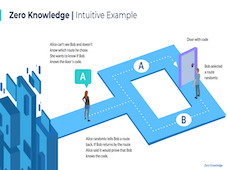 Zero Knowledge | Intuitive Example
Alice can't see Bob and doesn't
know which route he chose.
She wants to know if Bob
knows the door's code.
Door with code
A
A
Bob selected
a route
randomly
B
Alice randomly tells Bob a route
back. If Bob returns by the route
Alice said it would prove that Bob
knows the code.
Zero Knowledge